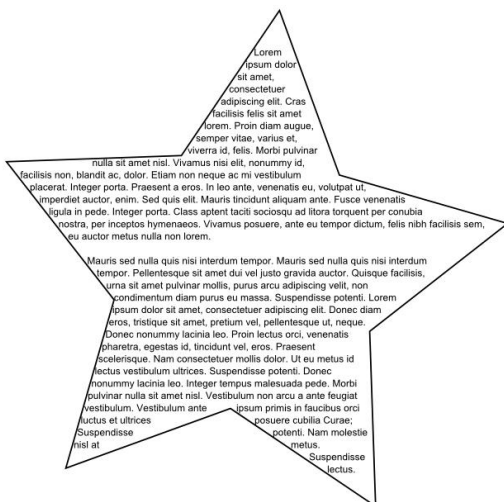 Lorem
ipsum dolor
sit amet,
consectetuer
adipiscing elit. Cras
facilisis felis sit amet
lorem. Proin diam augue,
semper vitae, varius et,
viverra id, felis. Morbi pulvinar
nulla sit amet nisl. Vivamus nisi elit, nonummy id,
facilisis non, blandit ac, dolor. Etiam non neque ac mi vestibulum
placerat. Integer porta. Praesent a eros. In leo ante, venenatis eu, volutpat ut,
imperdiet auctor, enim. Sed quis elit. Mauris tincidunt aliquam ante. Fusce venenatis
ligula in pede. Integer porta. Class aptent taciti sociosqu ad litora torquent per conubia
nostra, per inceptos hymenaeos. Vivamus posuere, ante eu tempor dictum, felis nibh facilisis sem,
eu auctor metus nulla non lorem.
Mauris sed nulla quis nisi interdum tempor. Mauris sed nulla quis nisi interdum
tempor. Pellentesque sit amet dui vel justo gravida auctor. Quisque facilisis,
urna sit amet pulvinar mollis, purus arcu adipiscing velit, non
condimentum diam purus eu massa. Suspendisse potenti. Lorem
ipsum dolor sit amet, consectetuer adipiscing elit. Donec diam
eros, tristique sit amet, pretium vel, pellentesque ut, neque.
Donec nonummy lacinia leo. Proin lectus orci, venenatis
pharetra, egestas id, tincidunt vel, eros. Praesent
scelerisque. Nam consectetuer mollis dolor. Ut eu metus id
lectus vestibulum ultrices. Suspendisse potenti. Donec
nonummy lacinia leo. Integer tempus malesuada pede. Morbi
pulvinar nulla sit amet nisl. Vestibulum non arcu a ante feugiat
vestibulum. Vestibulum ante ipsum primis in faucibus orci
luctus et ultrices posuere cubilia Curae;
Suspendisse potenti. Nam molestie
nisl at metus.
Suspendisse
lectus.